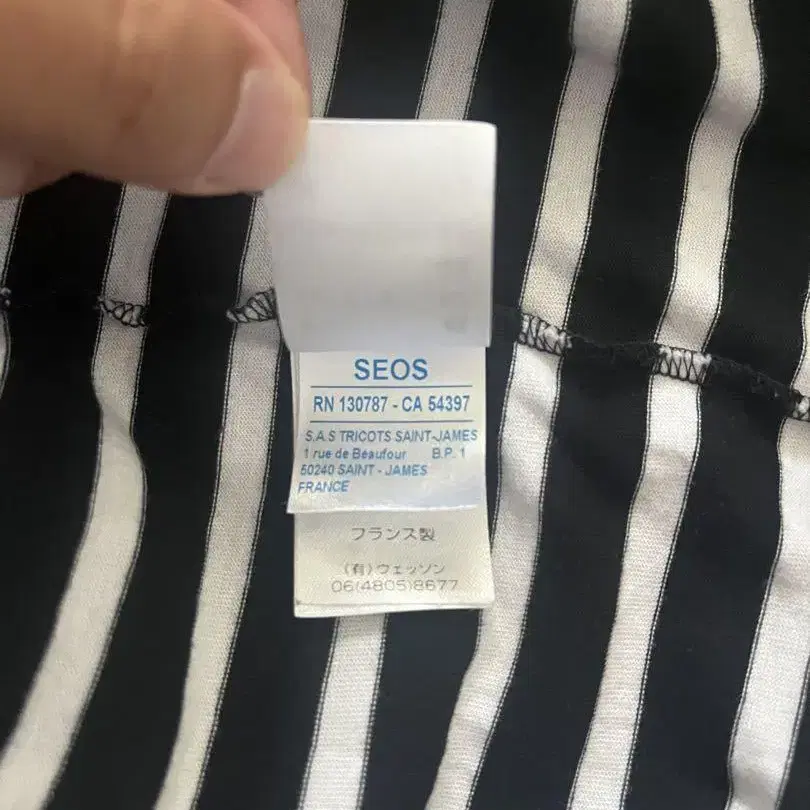 SEOS
RN 130787 - CA 54397
S.A.S TRICOTS SAINT-JAMES
1 rue de Beaufour B.P. 1
50240 SAINT - JAMES
FRANCE
フランス製
(有)ウェッソン
06(4805)8677